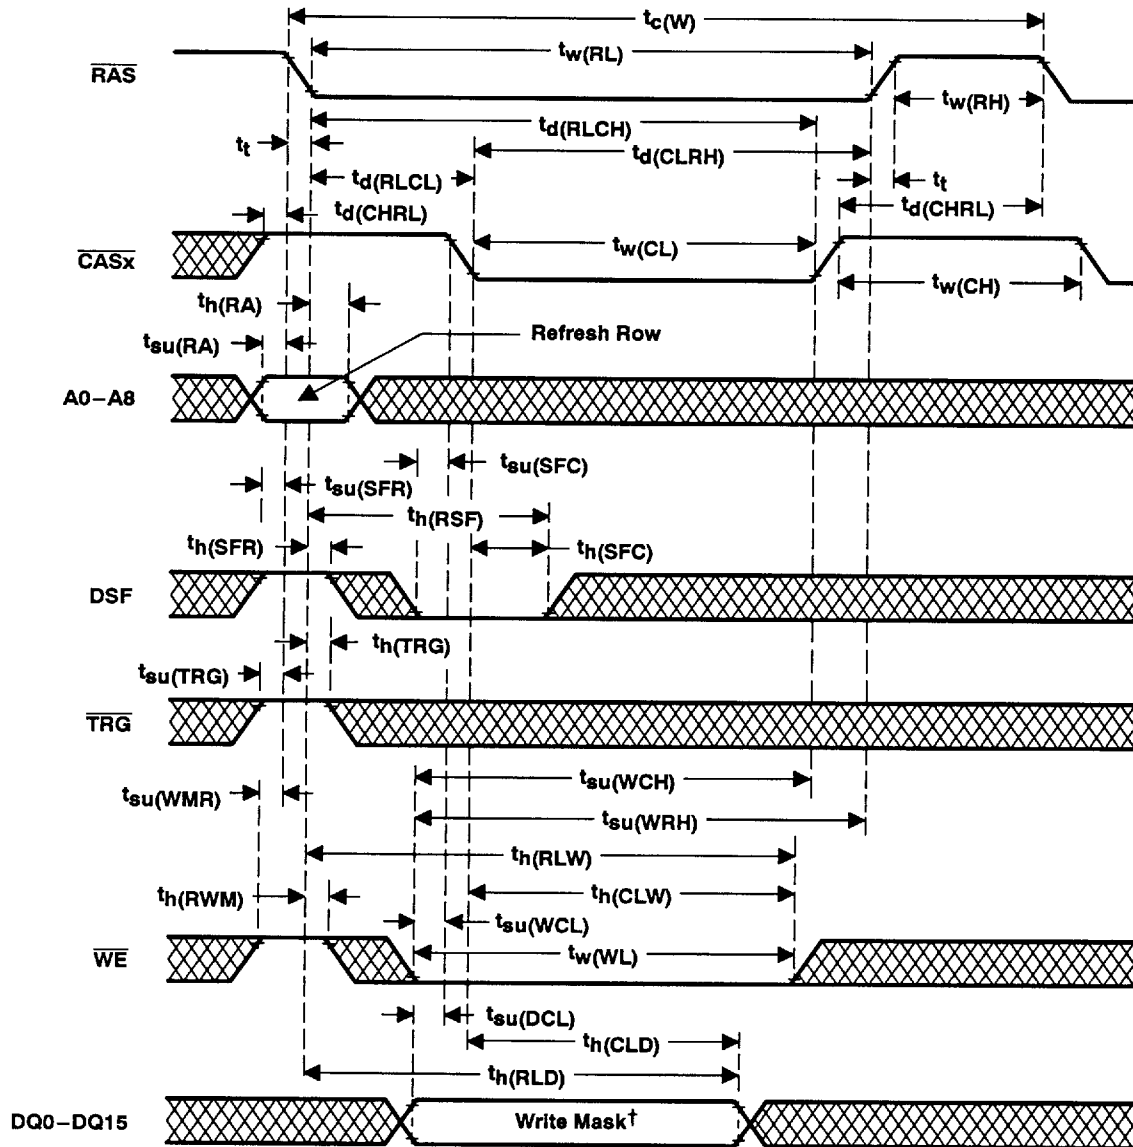 tc(W)
tw(RL)
RAS
tw(RH)
td(RLCH)
tt
td(CLRH)
td(RLCL)
tt
td(CHRL)
td(CHRL)
CASx
tw(CL)
tw(CH)
th(RA)
Refresh Row
tsu(RA)
A0–A8
tsu(SFC)
tsu(SFR)
th(RSF)
th(SFR)
th(SFC)
DSF
th(TRG)
tsu(TRG)
TRG
tsu(WCH)
tsu(WMR)
tsu(WRH)
th(RLW)
th(RWM)
th(CLW)
tsu(WCL)
WE
tw(WL)
tsu(DCL)
th(CLD)
th(RLD)
DQ0–DQ15
Write Mask†